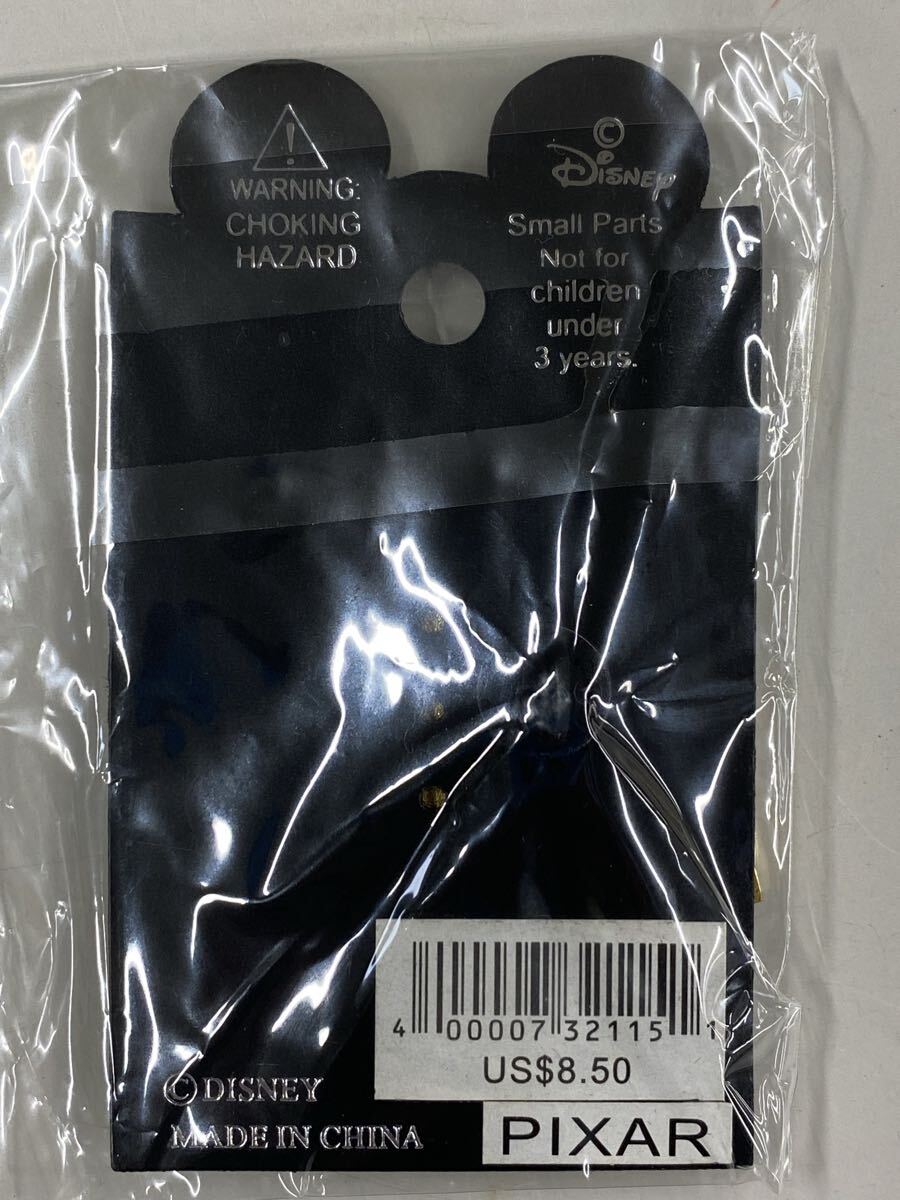 WARNING:
CHOKING
HAZARD
©
Disney
Small Parts
Not for
children
under
3 years.
4 00007 32115 1
US$8.50
PIXAR
© DISNEY
MADE IN CHINA